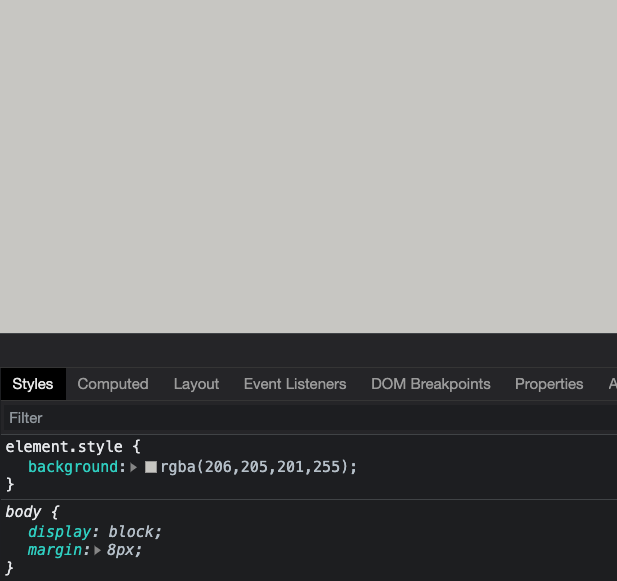 Styles Computed Layout Event Listeners DOM Breakpoints Properties A
Filter
element.style {
background: rgba(206,205,201,255);
}
body {
display: block;
margin: 8px;
}